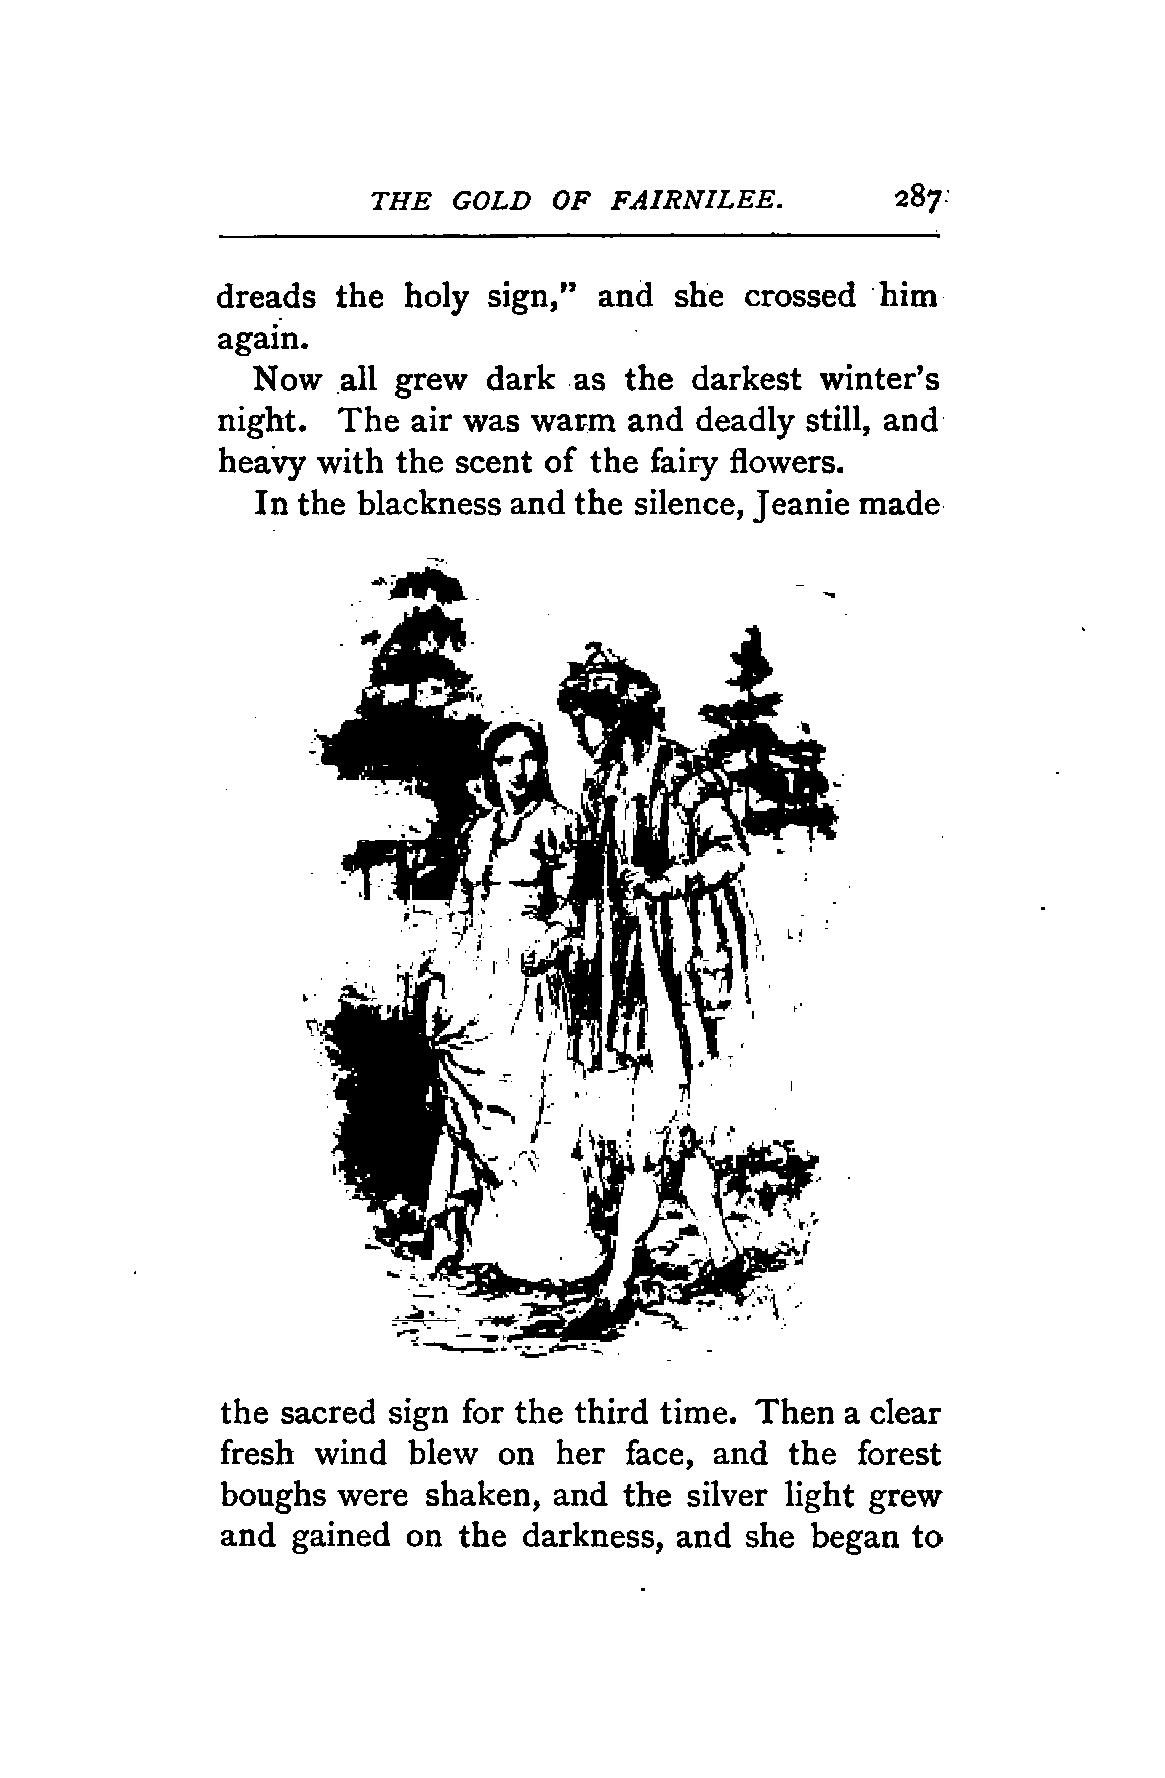 THE GOLD OF FAIRNILEE. 287
dreads the holy sign," and she crossed him
again.
Now all grew dark as the darkest winter's
night. The air was warm and deadly still, and
heavy with the scent of the fairy flowers.
In the blackness and the silence, Jeanie made
the sacred sign for the third time. Then a clear
fresh wind blew on her face, and the forest
boughs were shaken, and the silver light grew
and gained on the darkness, and she began to